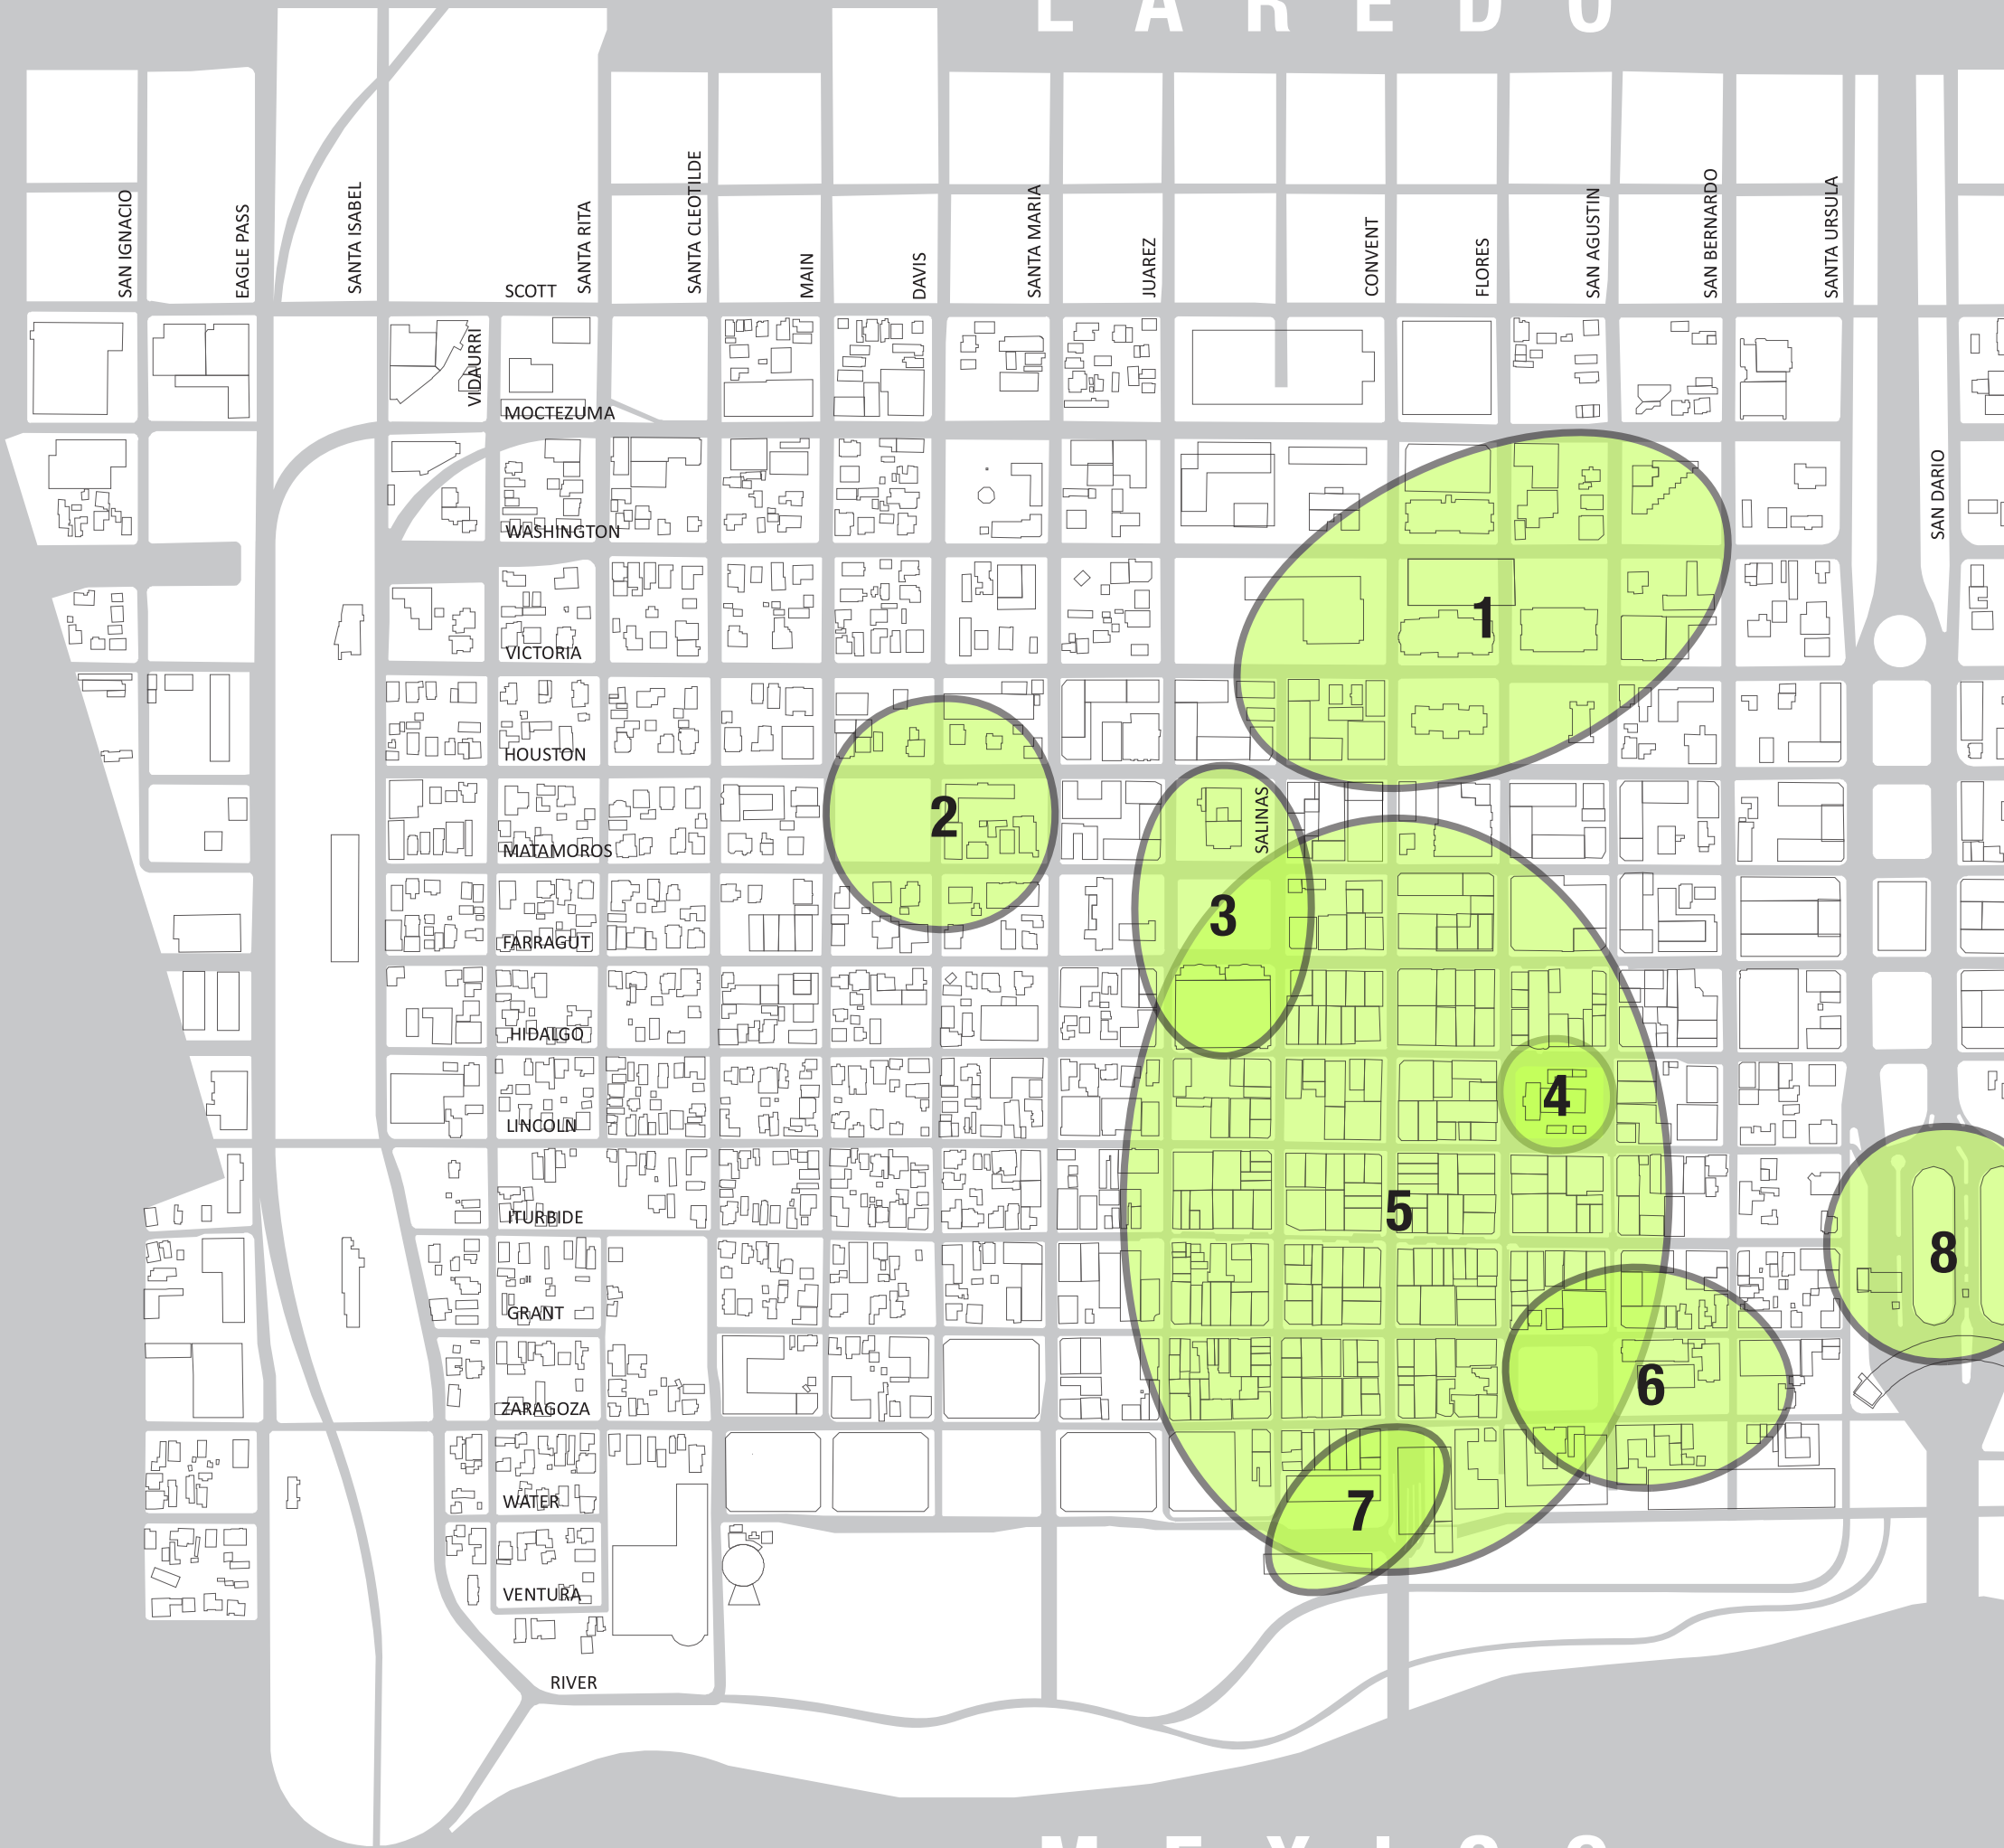 LAREDO
SAN IGNACIO
EAGLE PASS
SANTA ISABEL
SANTA RITA
SANTA CLEOTILDE
MAIN
DAVIS
SANTA MARIA
JUAREZ
CONVENT
FLORES
SAN AGUSTIN
SAN BERNARDO
SANTA URSULA
SCOTT
VIDAURRI
MOCTEZUMA
SAN DARIO
WASHINGTON
1
VICTORIA
HOUSTON
2
SALINAS
MATAMOROS
3
FARRAGUT
HIDALGO
4
LINCOLN
5
ITURBIDE
8
GRANT
6
ZARAGOZA
WATER
7
VENTURA
RIVER
MEXICO